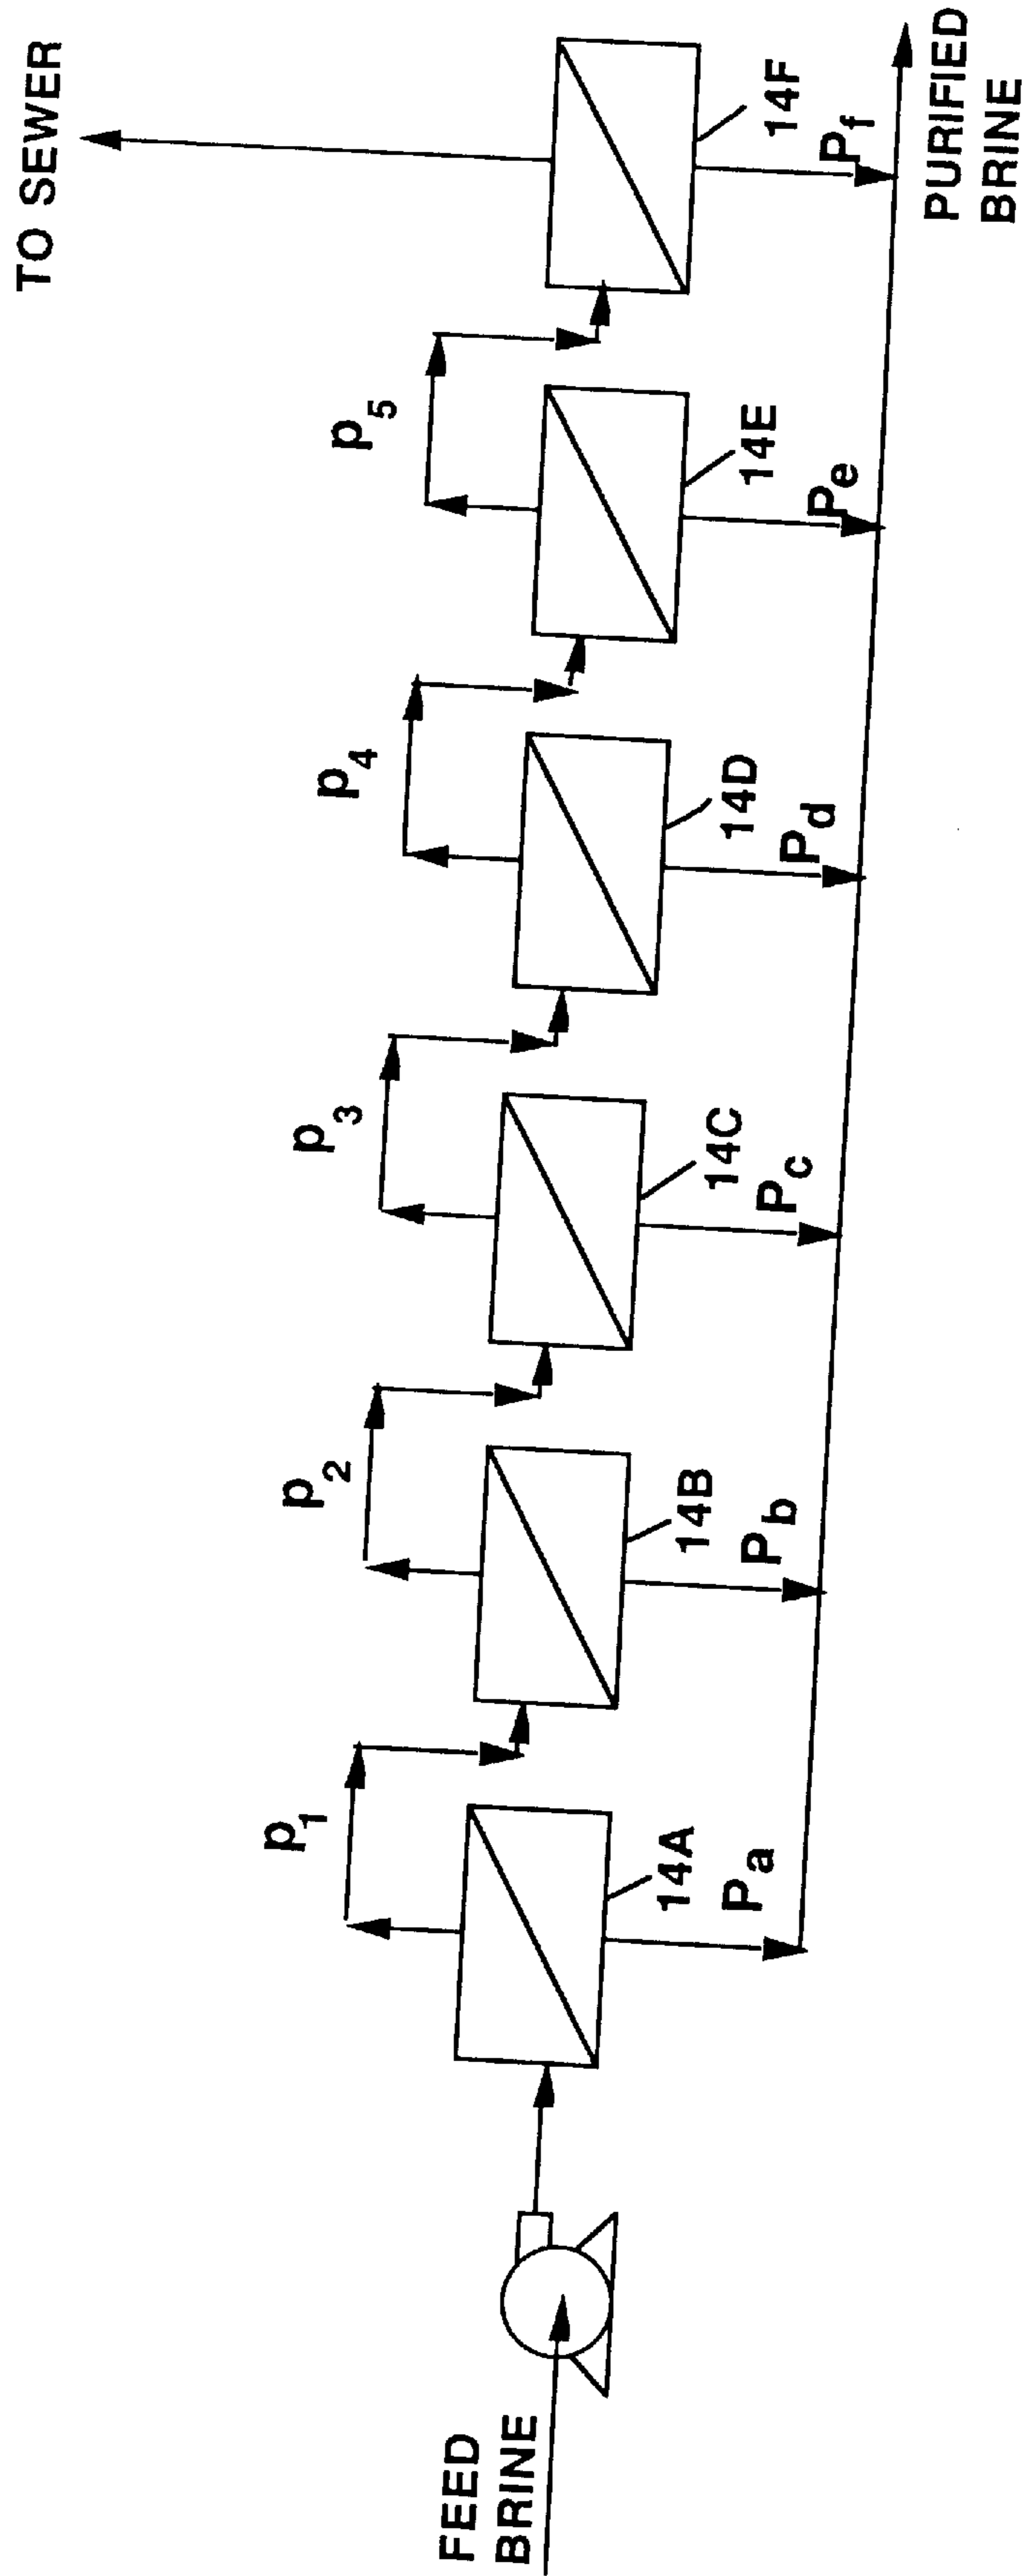 TO SEWER
p5
p4
p3
p2
p1
14F
14E
14D
14C
14B
14A
Pf
Pe
Pd
Pc
Pb
Pa
FEED
BRINE
PURIFIED
BRINE